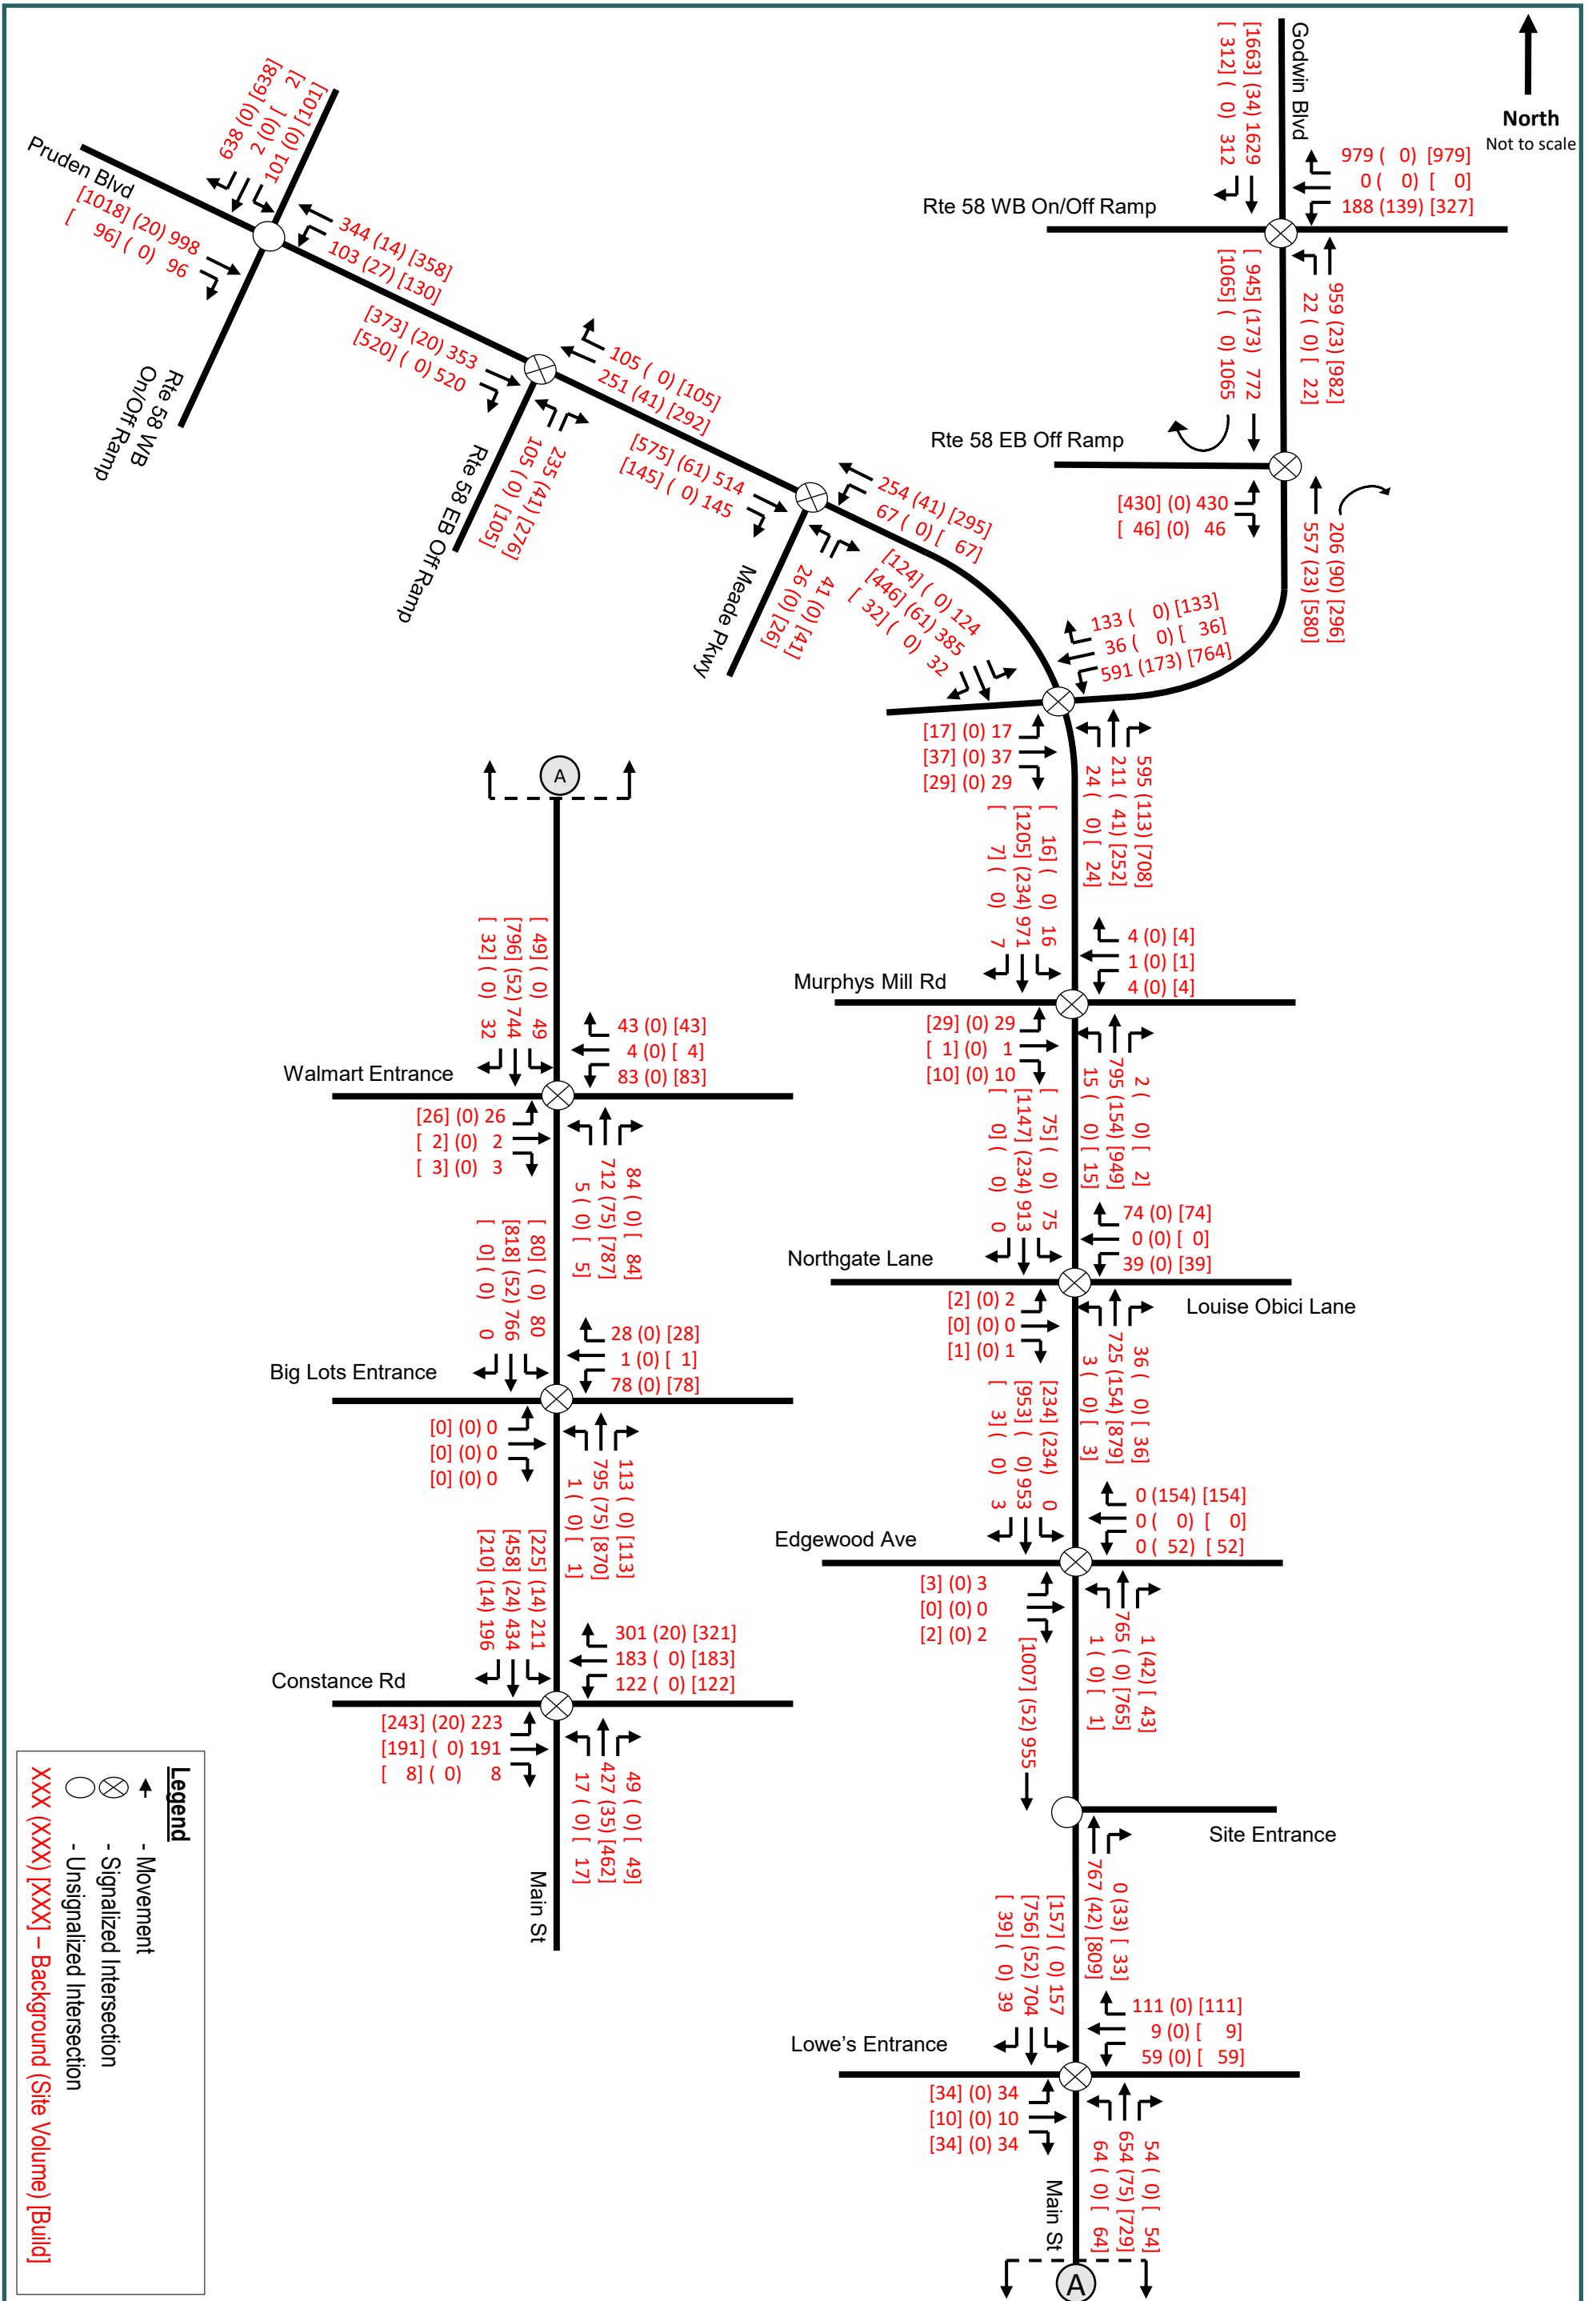 North
Not to scale
Godwin Blvd
[1663] (34) 1629
[ 312] ( 0) 312
979 ( 0) [979]
0 ( 0) [ 0]
188 (139) [327]
Rte 58 WB On/Off Ramp
959 (23) [982]
22 ( 0) [ 22]
[ 945] (173) 772
[1065] ( 0) 1065
Rte 58 EB Off Ramp
[430] (0) 430
[ 46] (0) 46
206 (90) [296]
557 (23) [580]
638 (0) [638]
2 (0) [ 2]
101 (0) [101]
Pruden Blvd
[1018] (20) 998
[ 96] ( 0) 96
344 (14) [358]
103 (27) [130]
Rte 58 WB
On/Off Ramp
[373] (20) 353
[520] ( 0) 520
105 ( 0) [105]
251 (41) [292]
235 (41) [276]
105 ( 0) [105]
Rte 58 EB Off Ramp
[575] (61) 514
[145] ( 0) 145
254 (41) [295]
67 ( 0) [ 67]
41 (0) [41]
26 (0) [26]
Meade Pkwy
[124] ( 0) 124
[446] (61) 385
[ 32] ( 0) 32
133 ( 0) [133]
36 ( 0) [ 36]
591 (173) [764]
[17] (0) 17
[37] (0) 37
[29] (0) 29
595 (113) [708]
211 ( 41) [252]
24 ( 0) [ 24]
[ 16] ( 0) 16
[1205] (234) 971
[ 7] ( 0) 7
4 (0) [4]
1 (0) [1]
4 (0) [4]
Murphys Mill Rd
[29] (0) 29
[ 1] (0) 1
[10] (0) 10
2 ( 0) [ 2]
795 (154) [949]
15 ( 0) [ 15]
[ 75] ( 0) 75
[1147] (234) 913
[ 0] ( 0) 0
74 (0) [74]
0 (0) [ 0]
39 (0) [39]
Northgate Lane
Louise Obici Lane
[2] (0) 2
[0] (0) 0
[1] (0) 1
36 ( 0) [ 36]
725 (154) [879]
3 ( 0) [ 3]
[234] (234) 0
[953] ( 0) 953
[ 3] ( 0) 3
0 (154) [154]
0 ( 0) [ 0]
0 ( 52) [ 52]
Edgewood Ave
[3] (0) 3
[0] (0) 0
[2] (0) 2
1 (42) [ 43]
765 ( 0) [765]
1 ( 0) [ 1]
[1007] (52) 955
Site Entrance
0 (33) [ 33]
767 (42) [809]
[157] ( 0) 157
[756] (52) 704
[ 39] ( 0) 39
111 (0) [111]
9 (0) [ 9]
59 (0) [ 59]
Lowe's Entrance
[34] (0) 34
[10] (0) 10
[34] (0) 34
54 ( 0) [ 54]
654 (75) [729]
64 ( 0) [ 64]
Main St
A
A
[ 49] ( 0) 49
[796] (52) 744
[ 32] ( 0) 32
43 (0) [43]
4 (0) [ 4]
83 (0) [83]
Walmart Entrance
[26] (0) 26
[ 2] (0) 2
[ 3] (0) 3
84 ( 0) [ 84]
712 (75) [787]
5 ( 0) [ 5]
[ 80] ( 0) 80
[818] (52) 766
[ 0] ( 0) 0
28 (0) [28]
1 (0) [ 1]
78 (0) [78]
Big Lots Entrance
[0] (0) 0
[0] (0) 0
[0] (0) 0
113 ( 0) [113]
795 (75) [870]
1 ( 0) [ 1]
[225] (14) 211
[458] (24) 434
[210] (14) 196
301 (20) [321]
183 ( 0) [183]
122 ( 0) [122]
Constance Rd
[243] (20) 223
[191] ( 0) 191
[ 8] ( 0) 8
49 ( 0) [ 49]
427 (35) [462]
17 ( 0) [ 17]
Main St
Legend
- Movement
- Signalized Intersection
- Unsignalized Intersection
XXX (XXX) [XXX] – Background (Site Volume) [Build]